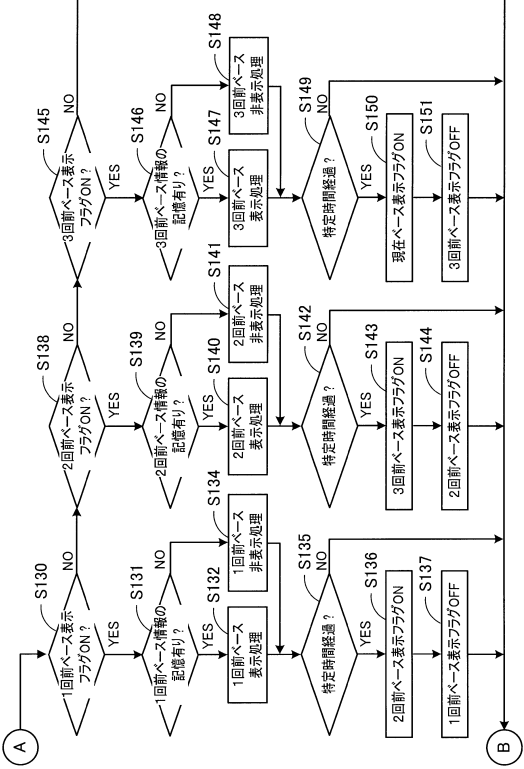 A
S130
1回前ベース表示
フラグON？
YES
NO
S131
1回前ベース情報の
記憶有り？
YES
NO
S132
1回前ベース
表示処理
S134
1回前ベース
非表示処理
S135
特定時間経過？
YES
NO
S136
2回前ベース表示フラグON
S137
1回前ベース表示フラグOFF
S138
2回前ベース表示
フラグON？
YES
NO
S139
2回前ベース情報の
記憶有り？
YES
NO
S140
2回前ベース
表示処理
S141
2回前ベース
非表示処理
S142
特定時間経過？
YES
NO
S143
3回前ベース表示フラグON
S144
2回前ベース表示フラグOFF
S145
3回前ベース表示
フラグON？
YES
NO
S146
3回前ベース情報の
記憶有り？
YES
NO
S147
3回前ベース
表示処理
S148
3回前ベース
非表示処理
S149
特定時間経過？
YES
NO
S150
現在ベース表示フラグON
S151
3回前ベース表示フラグOFF
B